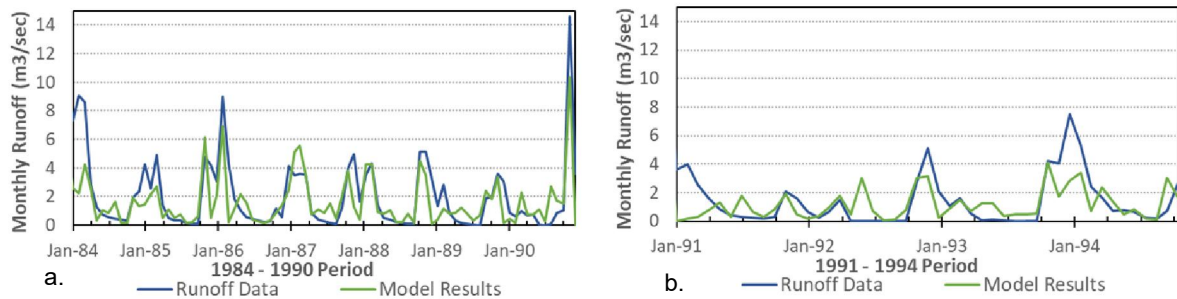 Monthly Runoff (m3/sec)
14
12
10
8
6
4
2
0
Jan-84 Jan-85 Jan-86 Jan-87 Jan-88 Jan-89 Jan-90
1984 - 1990 Period
a.
Runoff Data Model Results
Monthly Runoff (m3/sec)
14
12
10
8
6
4
2
0
Jan-91 Jan-92 Jan-93 Jan-94
1991 - 1994 Period
b.
Runoff Data Model Results